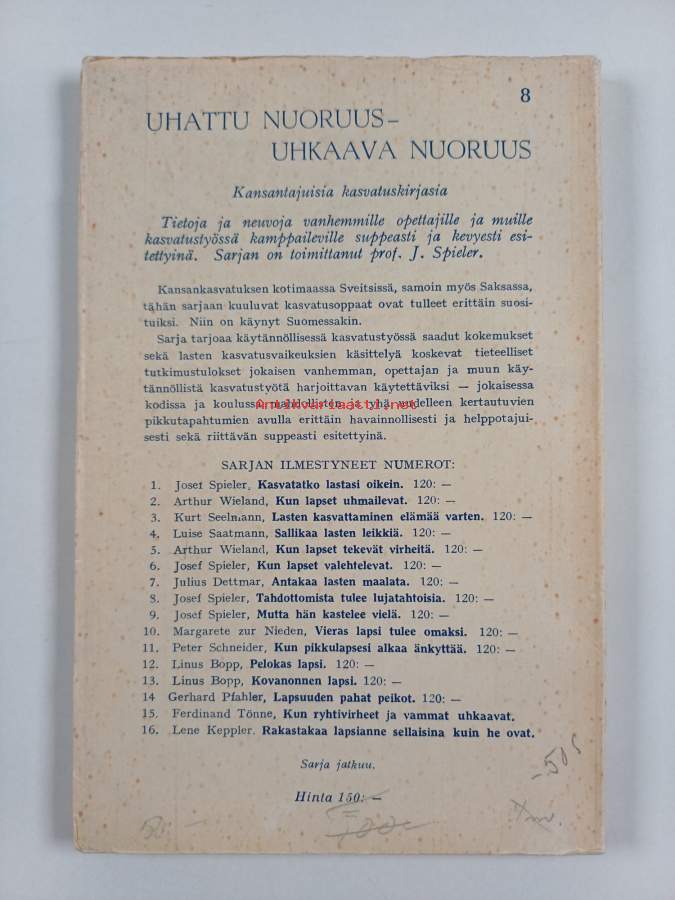 8
UHATTU NUORUUS –
UHKAAVA NUORUUS
Kansantajuisia kasvatuskirjasia
Tietoja ja neuvoja vanhemmille opettajille ja muille
kasvatustyössä kamppaileville suppeasti ja kevyesti esi-
tettyinä. Sarjan on toimittanut prof. J. Spieler.
Kansankasvatuksen kotimaassa Sveitsissä, samoin myös Saksassa,
tähän sarjaan kuuluvat kasvatusoppaat ovat tulleet erittäin suosi-
tuiksi. Niin on käynyt Suomessakin.
Sarja tarjoaa käytännöllisessä kasvatustyössä saadut kokemukset
sekä lasten kasvatusvaikeuksien käsittelyä koskevat tieteelliset
tutkimustulokset jokaisen vanhemman, opettajan ja muun käy-
tännöllistä kasvatustyötä harjoittavan käytettäviksi — jokaisessa
kodissa ja koulussa mahdollisten ja yhä uudelleen kertautuvien
Antikvariaatti.net
pikkutapahtumien avulla erittäin havainnollisesti ja helppotajui-
sesti sekä riittävän suppeasti esitettyinä.
SARJAN ILMESTYNEET NUMEROT:
1. Josef Spieler, Kasvatatko lastasi oikein. 120: —
2. Arthur Wieland, Kun lapset uhmailevat. 120: —
3. Kurt Seelmann, Lasten kasvattaminen elämää varten. 120: —
4. Luise Saatmann, Sallikaa lasten leikkiä. 120: —
5. Arthur Wieland, Kun lapset tekevät virheitä. 120: —
6. Josef Spieler, Kun lapset valehtelevat. 120: —
7. Julius Dettmar, Antakaa lasten maalata. 120: —
8. Josef Spieler, Tahdottomista tulee lujatahtoisia. 120: —
9. Josef Spieler, Mutta hän kastelee vielä. 120: —
10. Margarete zur Nieden, Vieras lapsi tulee omaksi. 120: —
11. Peter Schneider, Kun pikkulapsesi alkaa änkyttää. 120: —
12. Linus Bopp, Pelokas lapsi. 120: —
13. Linus Bopp, Kovanonnen lapsi. 120: —
14 Gerhard Pfahler, Lapsuuden pahat peikot. 120: —
15. Ferdinand Tönne, Kun ryhtivirheet ja vammat uhkaavat.
16. Lene Keppler. Rakastakaa lapsianne sellaisina kuin he ovat.
Sarja jatkuu.
Hinta 150: —
50